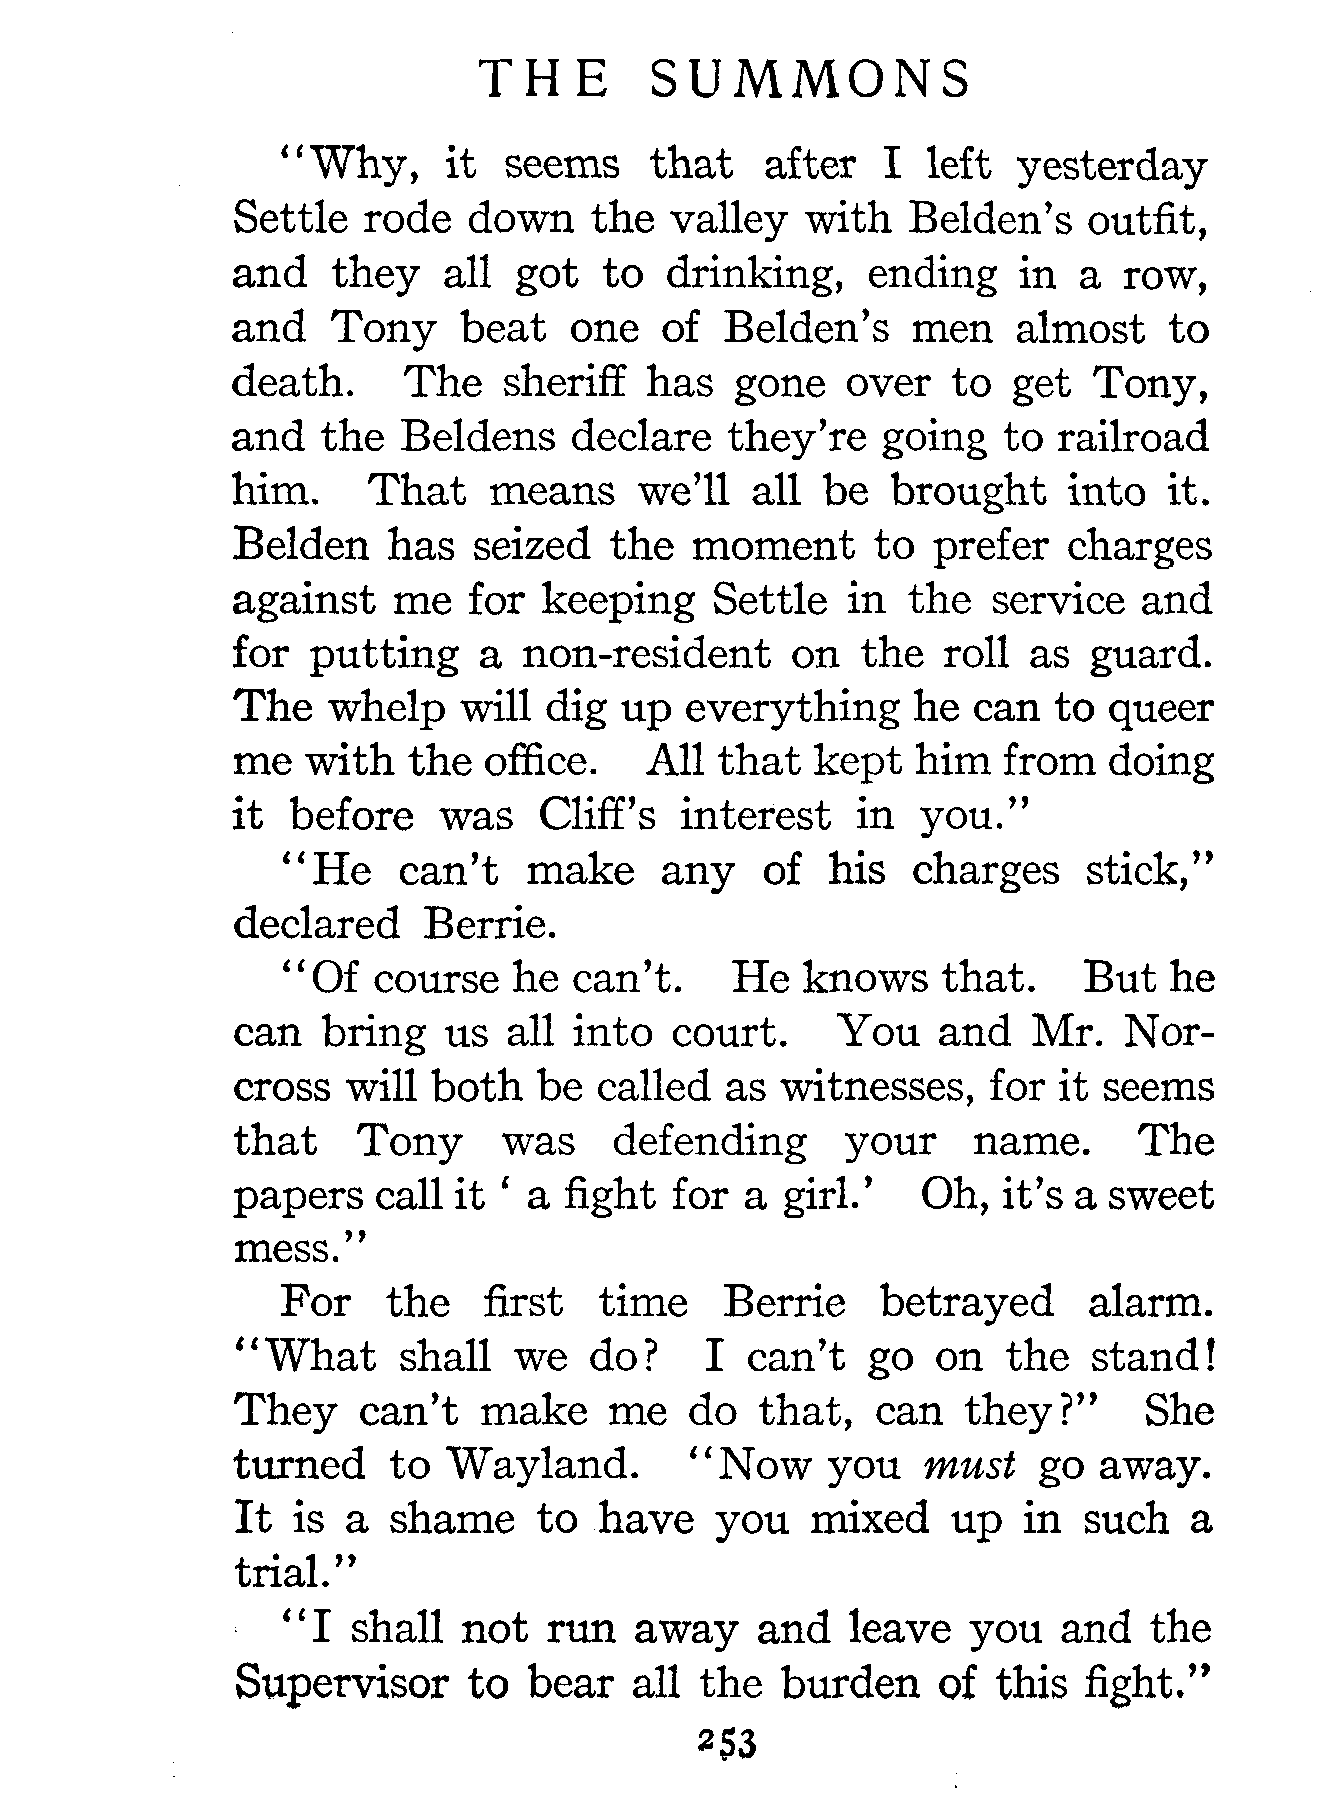 THE SUMMONS
"Why, it seems that after I left yesterday
Settle rode down the valley with Belden's outfit,
and they all got to drinking, ending in a row,
and Tony beat one of Belden's men almost to
death. The sheriff has gone over to get Tony,
and the Beldens declare they're going to railroad
him. That means we'll all be brought into it.
Belden has seized the moment to prefer charges
against me for keeping Settle in the service and
for putting a non-resident on the roll as guard.
The whelp will dig up everything he can to queer
me with the office. All that kept him from doing
it before was Cliff's interest in you."
"He can't make any of his charges stick,"
declared Berrie.
"Of course he can't. He knows that. But he
can bring us all into court. You and Mr. Nor-
cross will both be called as witnesses, for it seems
that Tony was defending your name. The
papers call it ' a fight for a girl.' Oh, it's a sweet
mess."
For the first time Berrie betrayed alarm.
"What shall we do? I can't go on the stand!
They can't make me do that, can they?" She
turned to Wayland. "Now you must go away.
It is a shame to have you mixed up in such a
trial."
"I shall not run away and leave you and the
Supervisor to bear all the burden of this fight."
253